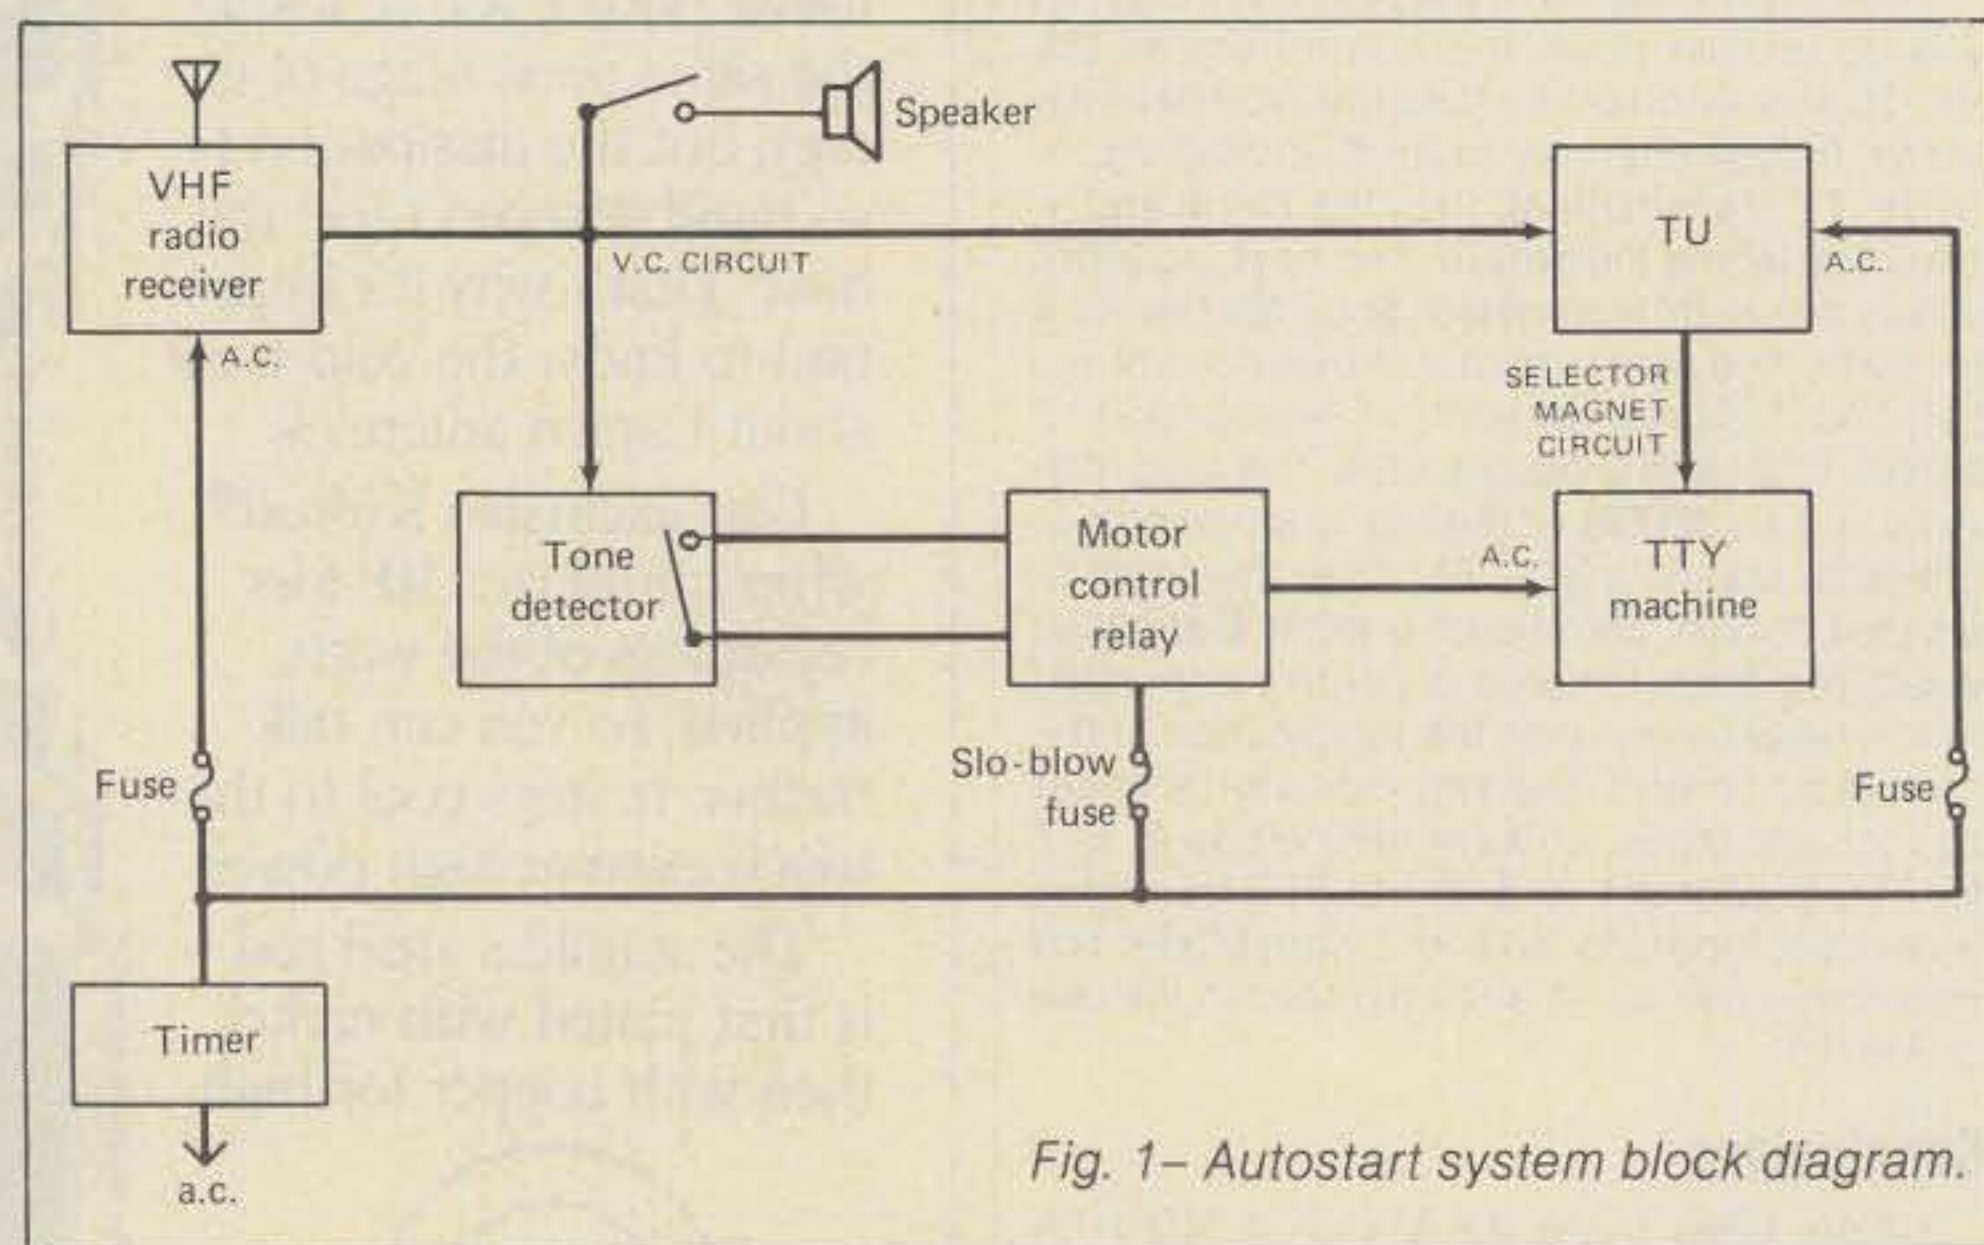 Speaker
VHF
radio
receiver
V.C. CIRCUIT
TU
A.C.
A.C.
SELECTOR
MAGNET
CIRCUIT
Tone
detector
Motor
control
relay
A.C.
TTY
machine
Fuse
Slo-blow
fuse
Fuse
Timer
a.c.
Fig. 1– Autostart system block diagram.